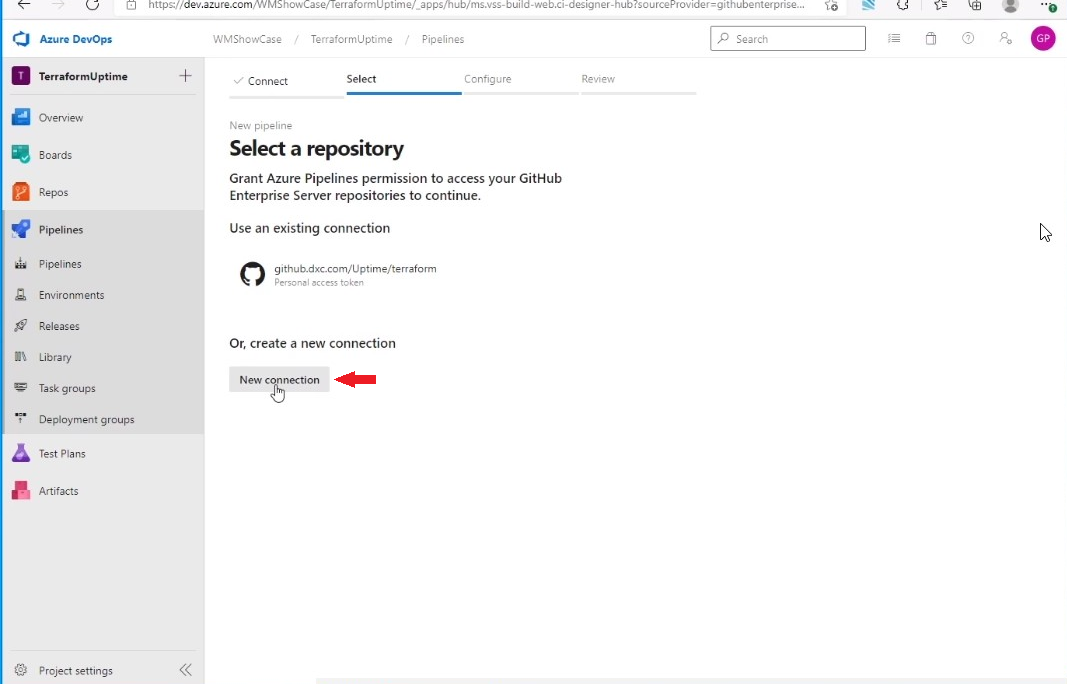 https://dev.azure.com/WMShowCase/TerraformUptime/_apps/hub/ms.vss-build-web.ci-designer-hub?sourceProvider=githubenterprise...
Azure DevOps
WMShowCase / TerraformUptime / Pipelines
Search
GP
T TerraformUptime
Overview
Boards
Repos
Pipelines
Pipelines
Environments
Releases
Library
Task groups
Deployment groups
Test Plans
Artifacts
Project settings
Connect Select Configure Review
New pipeline
Select a repository
Grant Azure Pipelines permission to access your GitHub
Enterprise Server repositories to continue.
Use an existing connection
github.dxc.com/Uptime/terraform
Personal access token
Or, create a new connection
New connection